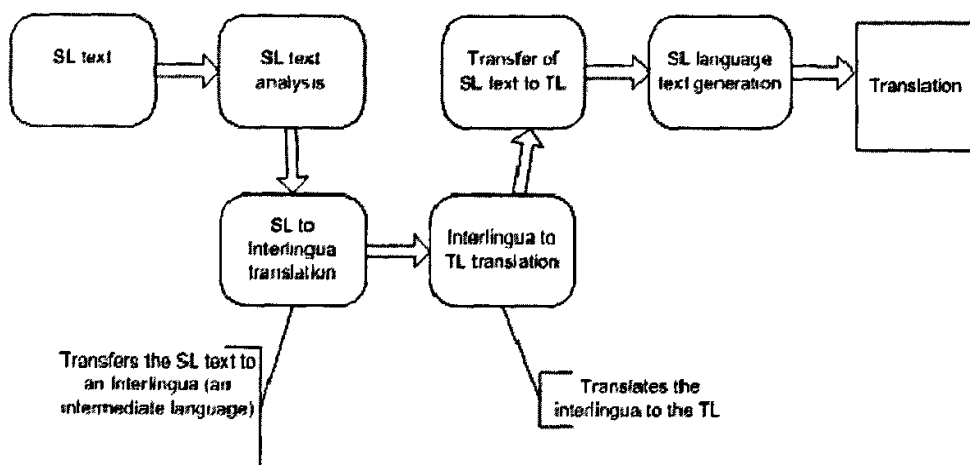 SL text
SL text
analysis
SL to
Interlingua
translation
Interlingua to
TL translation
Transfer of
SL text to TL
SL language
text generation
Translation
Transfers the SL text to
an Interlingua (an
intermediate language)
Translates the
interlingua to the TL